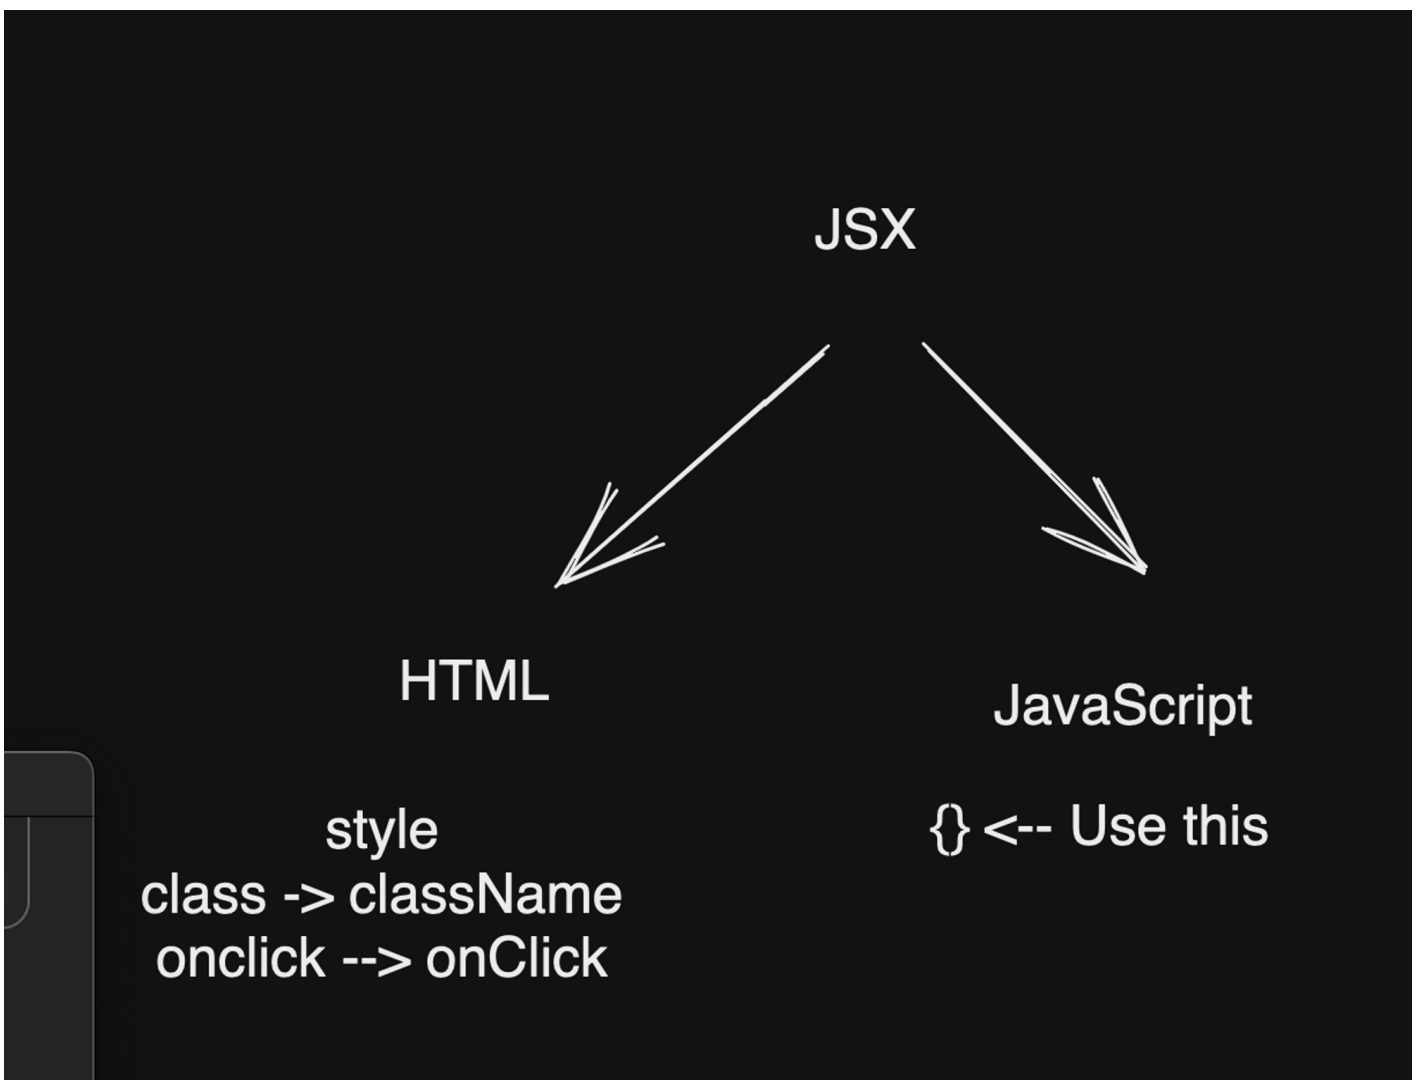 JSX
HTML
JavaScript
style
class -> className
onclick --> onClick
{} <-- Use this